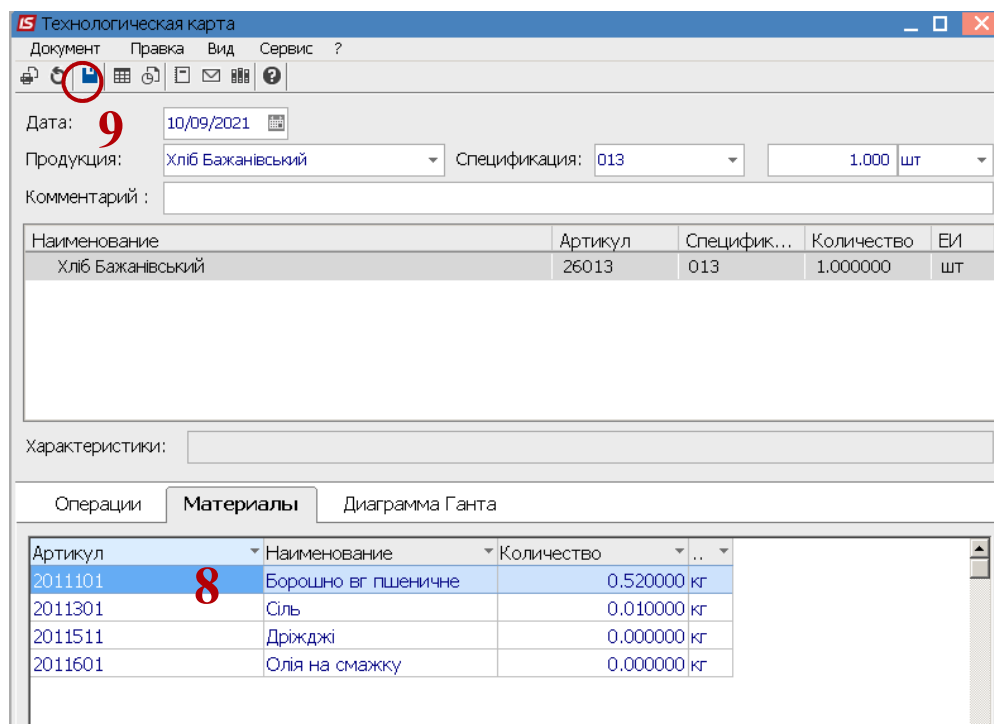 IS Технологическая карта
Документ Правка Вид Сервис ?
9
Дата: 10/09/2021
Продукция: Хліб Бажанівський Спецификация: 013 1.000 шт
Комментарий :
Наименование Артикул Специфик... Количество ЕИ
Хліб Бажанівський 26013 013 1.000000 шт
Характеристики:
Операции Материалы Диаграмма Ганта
Артикул Наименование Количество ..
2011101 Борошно вг пшеничне 0.520000 кг
8
2011301 Сіль 0.010000 кг
2011511 Дріжджі 0.000000 кг
2011601 Олія на смажку 0.000000 кг